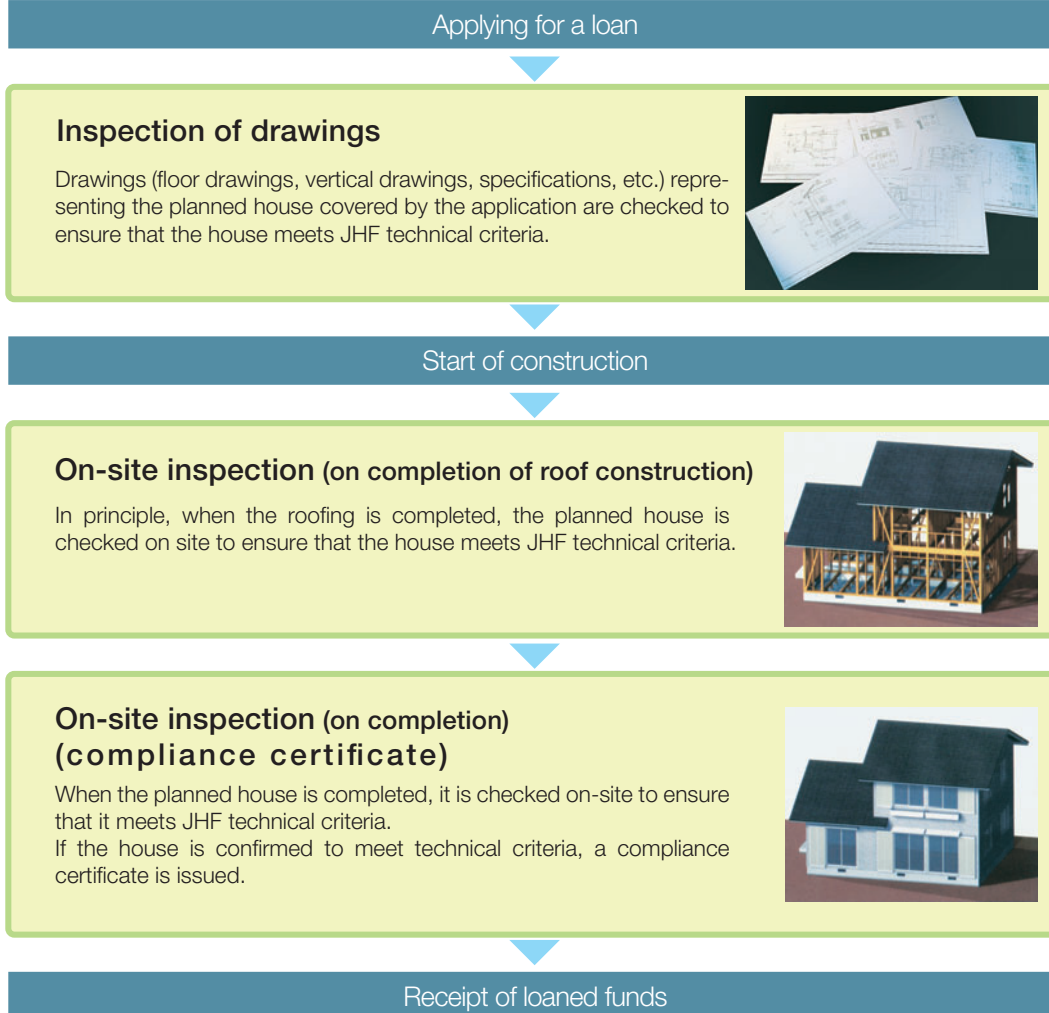 Applying for a loan
Inspection of drawings
Drawings (floor drawings, vertical drawings, specifications, etc.) repre-
senting the planned house covered by the application are checked to
ensure that the house meets JHF technical criteria.
Start of construction
On-site inspection (on completion of roof construction)
In principle, when the roofing is completed, the planned house is
checked on site to ensure that the house meets JHF technical criteria.
On-site inspection (on completion)
(compliance certificate)
When the planned house is completed, it is checked on-site to ensure
that it meets JHF technical criteria.
If the house is confirmed to meet technical criteria, a compliance
certificate is issued.
Receipt of loaned funds